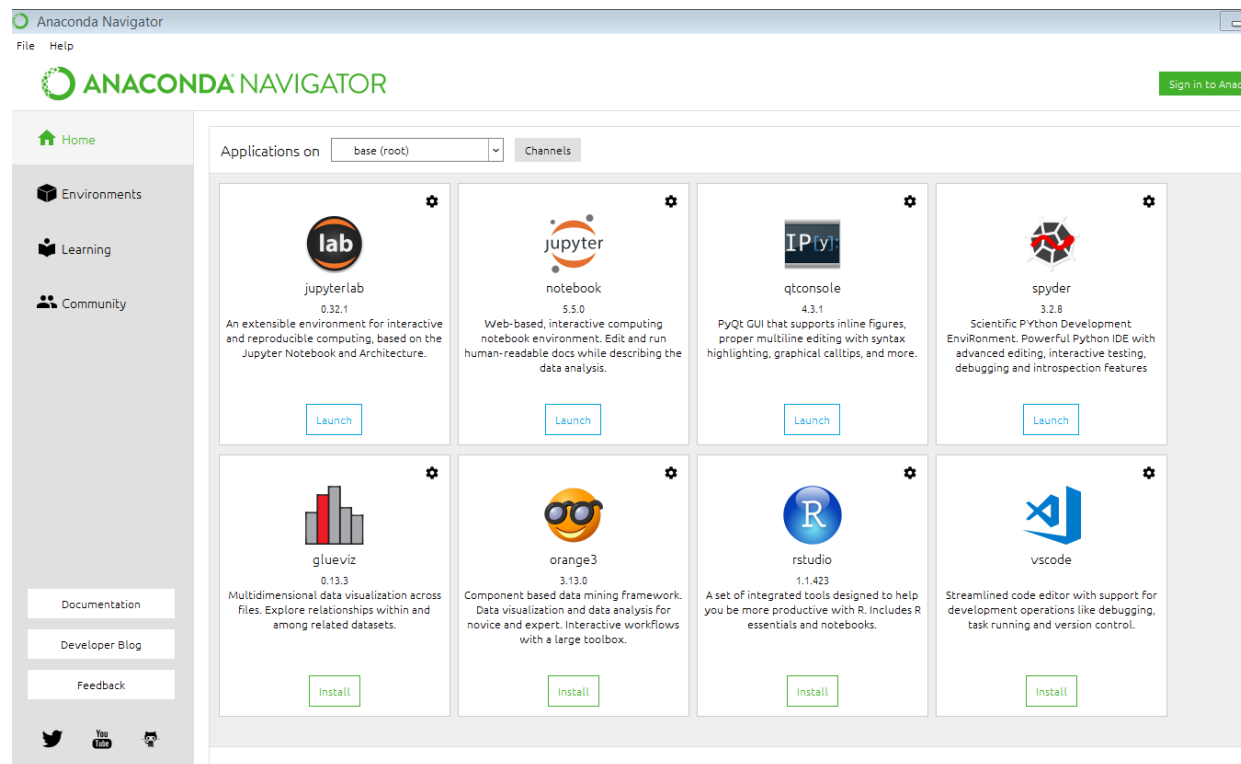 Anaconda Navigator
File Help
ANACONDA NAVIGATOR
Sign in to
Home
Environments
Learning
Community
Documentation
Developer Blog
Feedback
You
Tube
Applications on base (root) Channels
lab
jupyterlab
0.32.1
An extensible environment for interactive
and reproducible computing, based on the
Jupyter Notebook and Architecture.
Launch
jupyter
notebook
5.5.0
Web-based, interactive computing
notebook environment. Edit and run
human-readable docs while describing the
data analysis.
Launch
IP[y]:
qtconsole
4.3.1
PyQt GUI that supports inline figures,
proper multiline editing with syntax
highlighting, graphical calltips, and more.
Launch
spyder
3.2.8
Scientific PYthon Development
EnviRonment. Powerful Python IDE with
advanced editing, interactive testing,
debugging and introspection features
Launch
glueviz
0.13.3
Multidimensional data visualization across
files. Explore relationships within and
among related datasets.
Install
orange3
3.13.0
Component based data mining framework.
Data visualization and data analysis for
novice and expert. Interactive workflows
with a large toolbox.
Install
R
rstudio
1.1.423
A set of integrated tools designed to help
you be more productive with R. Includes R
essentials and notebooks.
Install
vscode
Streamlined code editor with support for
development operations like debugging,
task running and version control.
Install